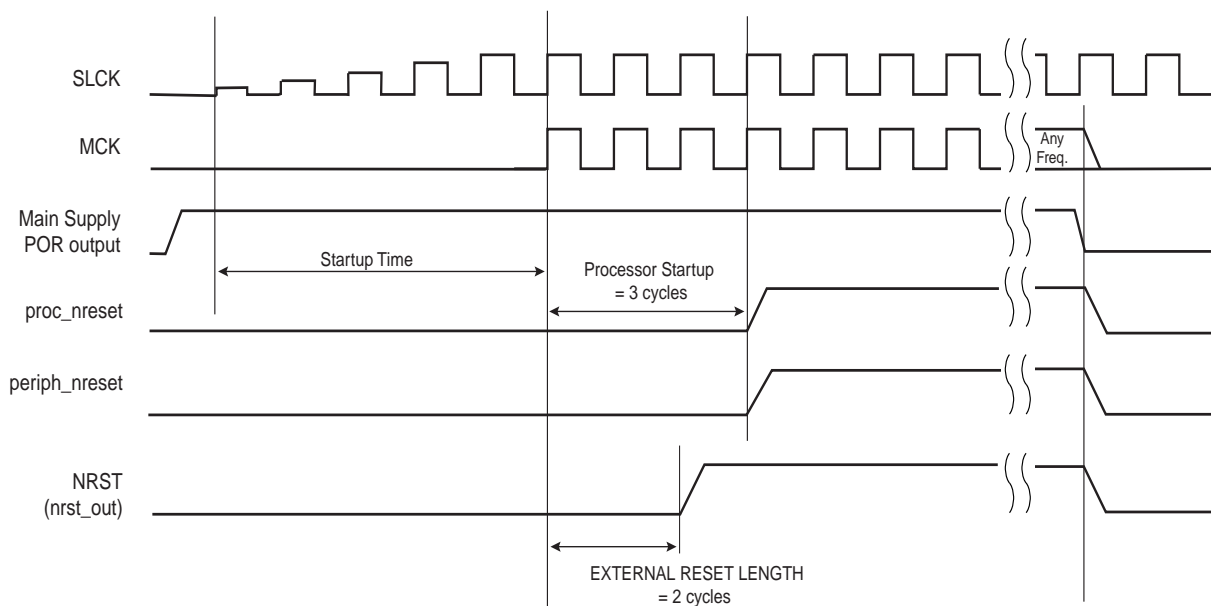 SLCK
MCK
Any
Freq.
Main Supply
POR output
Startup Time
Processor Startup
= 3 cycles
proc_nreset
periph_nreset
NRST
(nrst_out)
EXTERNAL RESET LENGTH
= 2 cycles